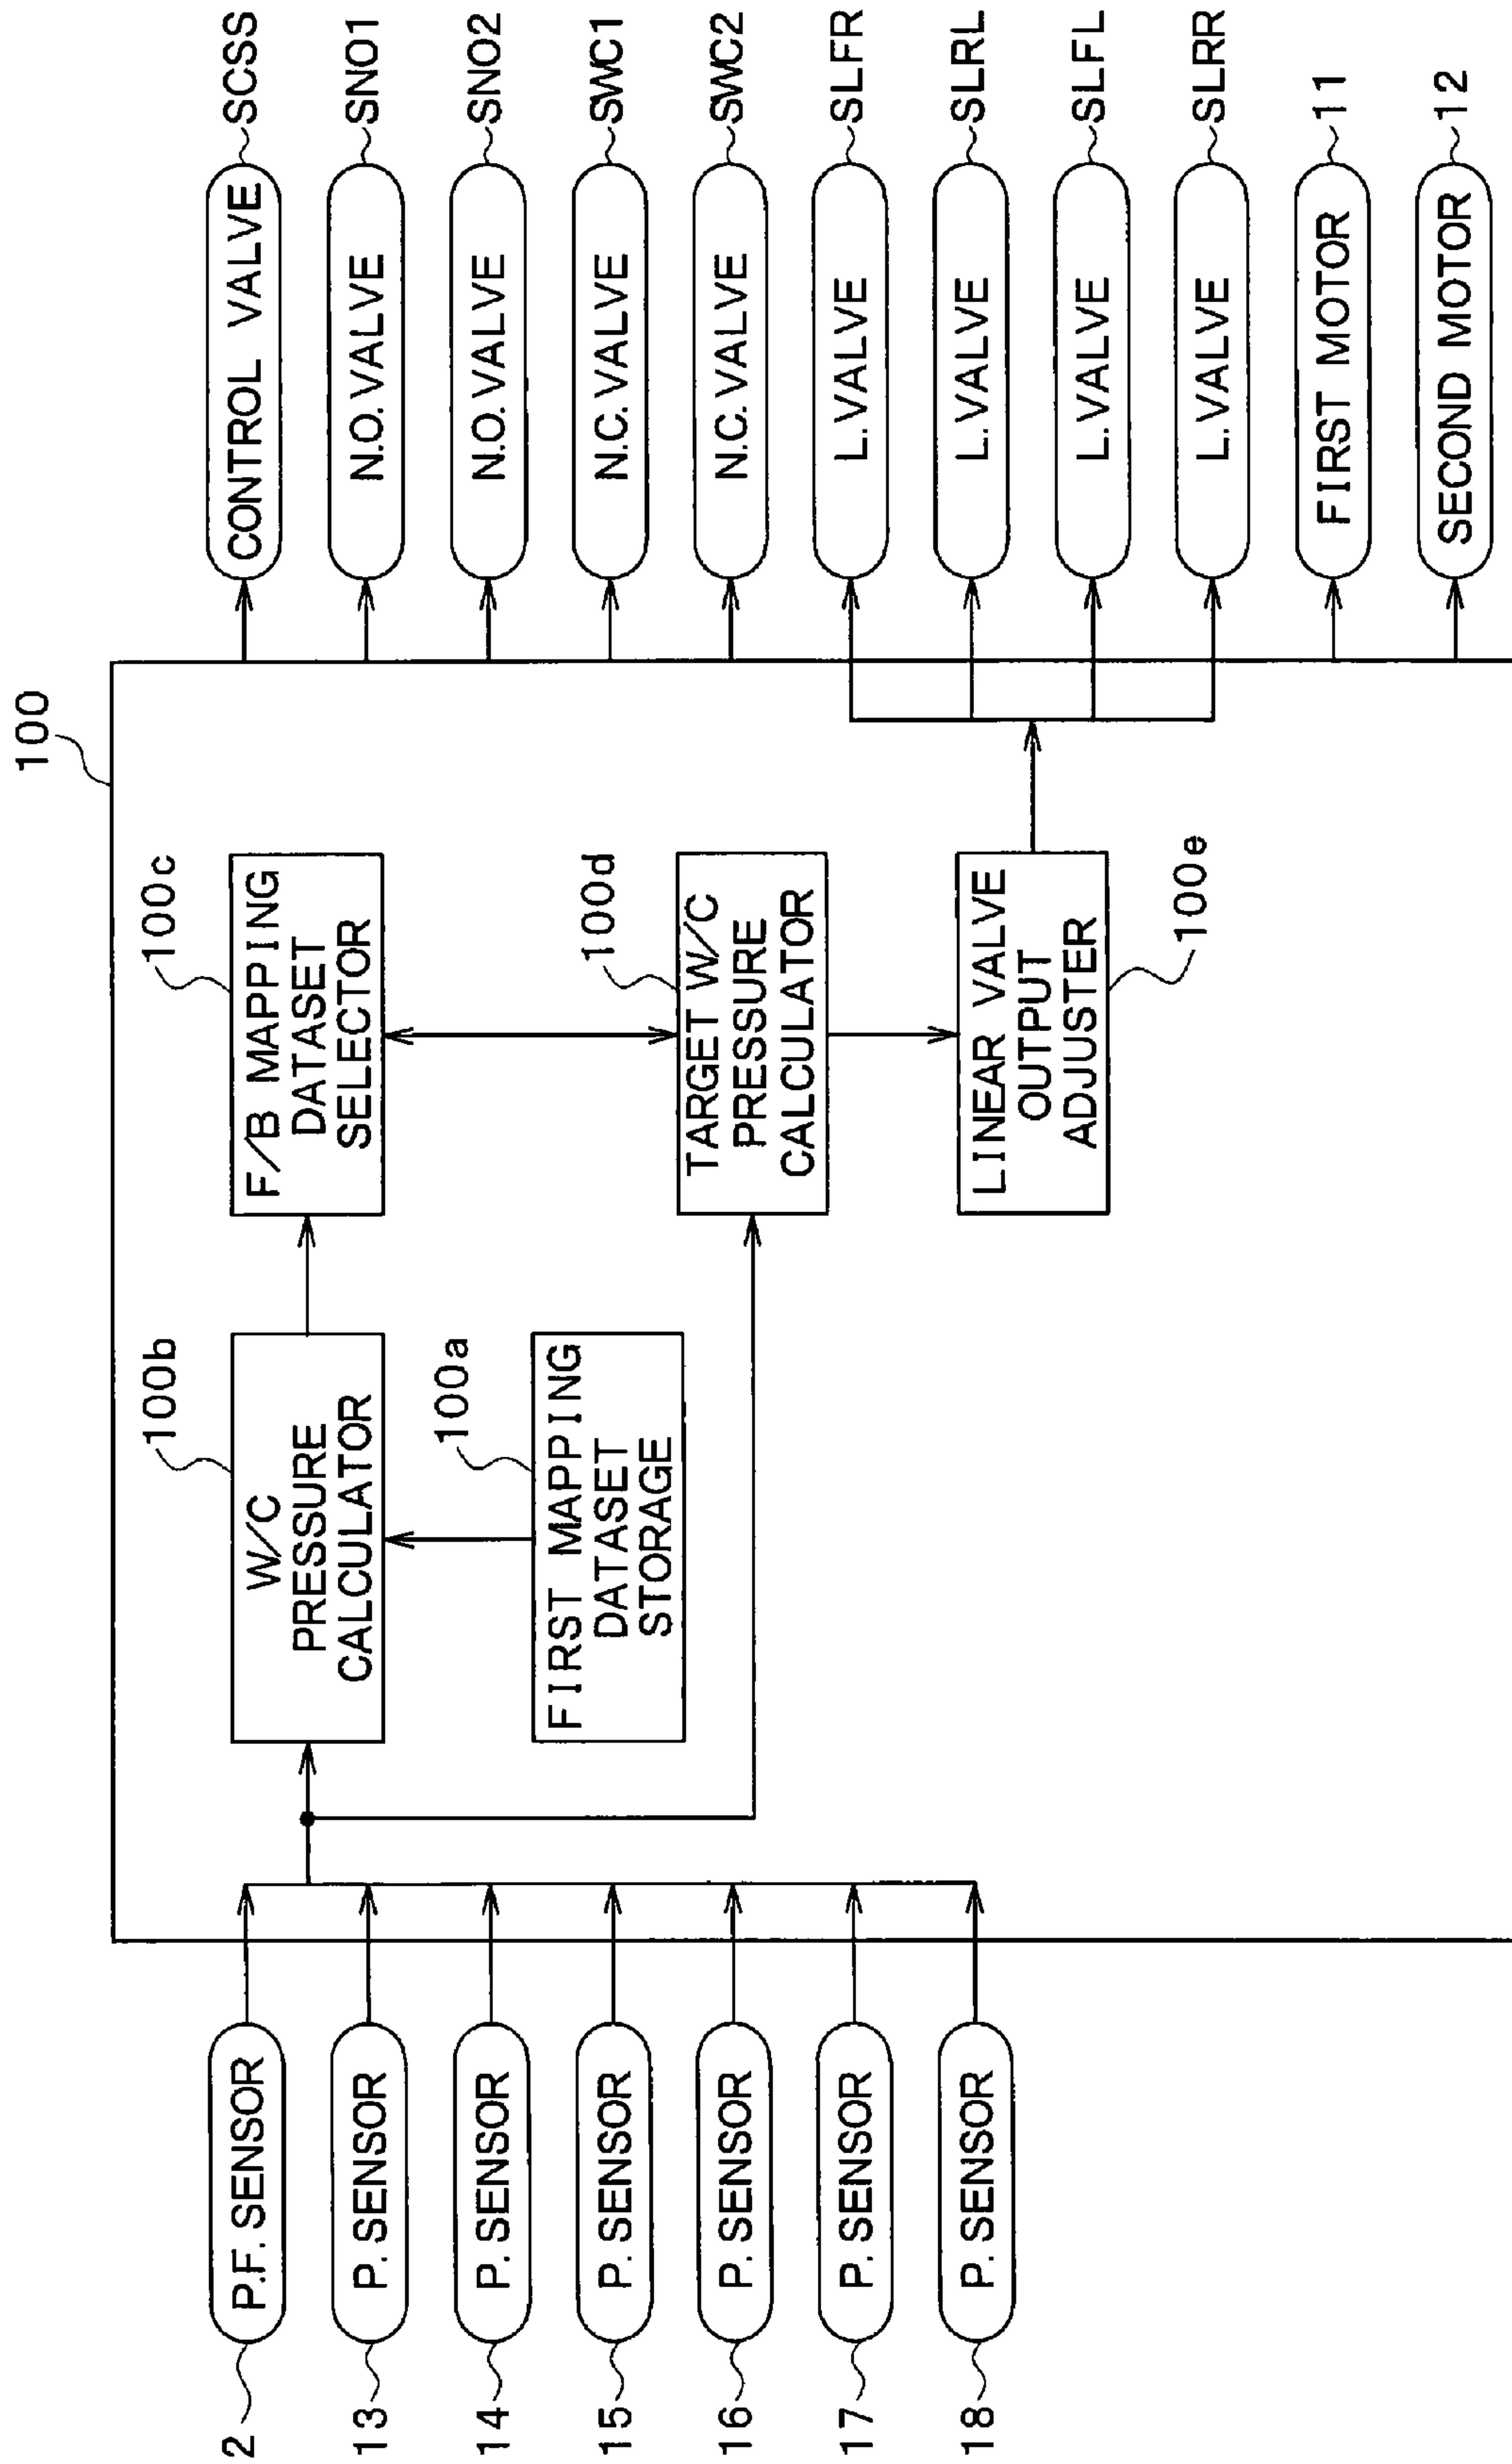 100
2
P.F.SENSOR
13
P.SENSOR
14
P.SENSOR
15
P.SENSOR
16
P.SENSOR
17
P.SENSOR
18
P.SENSOR
100b
W/C
PRESSURE
CALCULATOR
100a
FIRST MAPPING
DATASET
STORAGE
100c
F/B MAPPING
DATASET
SELECTOR
100d
TARGET W/C
PRESSURE
CALCULATOR
LINEAR VALVE
OUTPUT
ADJUSTER
100e
CONTROL VALVE
SCSS
N.O.VALVE
SNO1
N.O.VALVE
SNO2
N.C.VALVE
SWC1
N.C.VALVE
SWC2
L.VALVE
SLFR
L.VALVE
SLRL
L.VALVE
SLFL
L.VALVE
SLRR
FIRST MOTOR
11
SECOND MOTOR
12